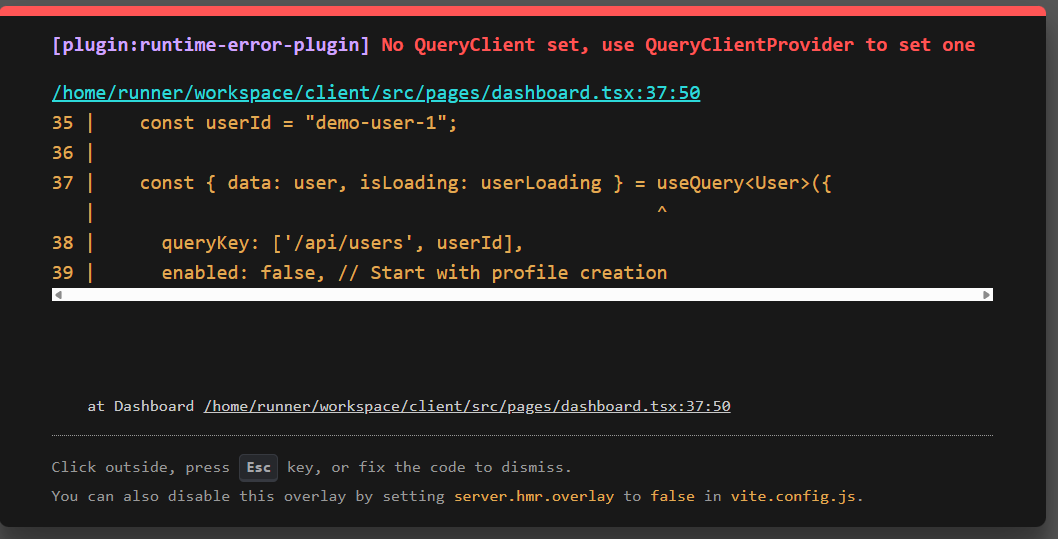 [plugin:runtime-error-plugin] No QueryClient set, use QueryClientProvider to set one
/home/runner/workspace/client/src/pages/dashboard.tsx:37:50
35 |    const userId = "demo-user-1";
36 |
37 |    const { data: user, isLoading: userLoading } = useQuery<User>({
   |                                                   ^
38 |      queryKey: ['/api/users', userId],
39 |      enabled: false, // Start with profile creation
at Dashboard /home/runner/workspace/client/src/pages/dashboard.tsx:37:50
Click outside, press Esc key, or fix the code to dismiss.
You can also disable this overlay by setting server.hmr.overlay to false in vite.config.js.